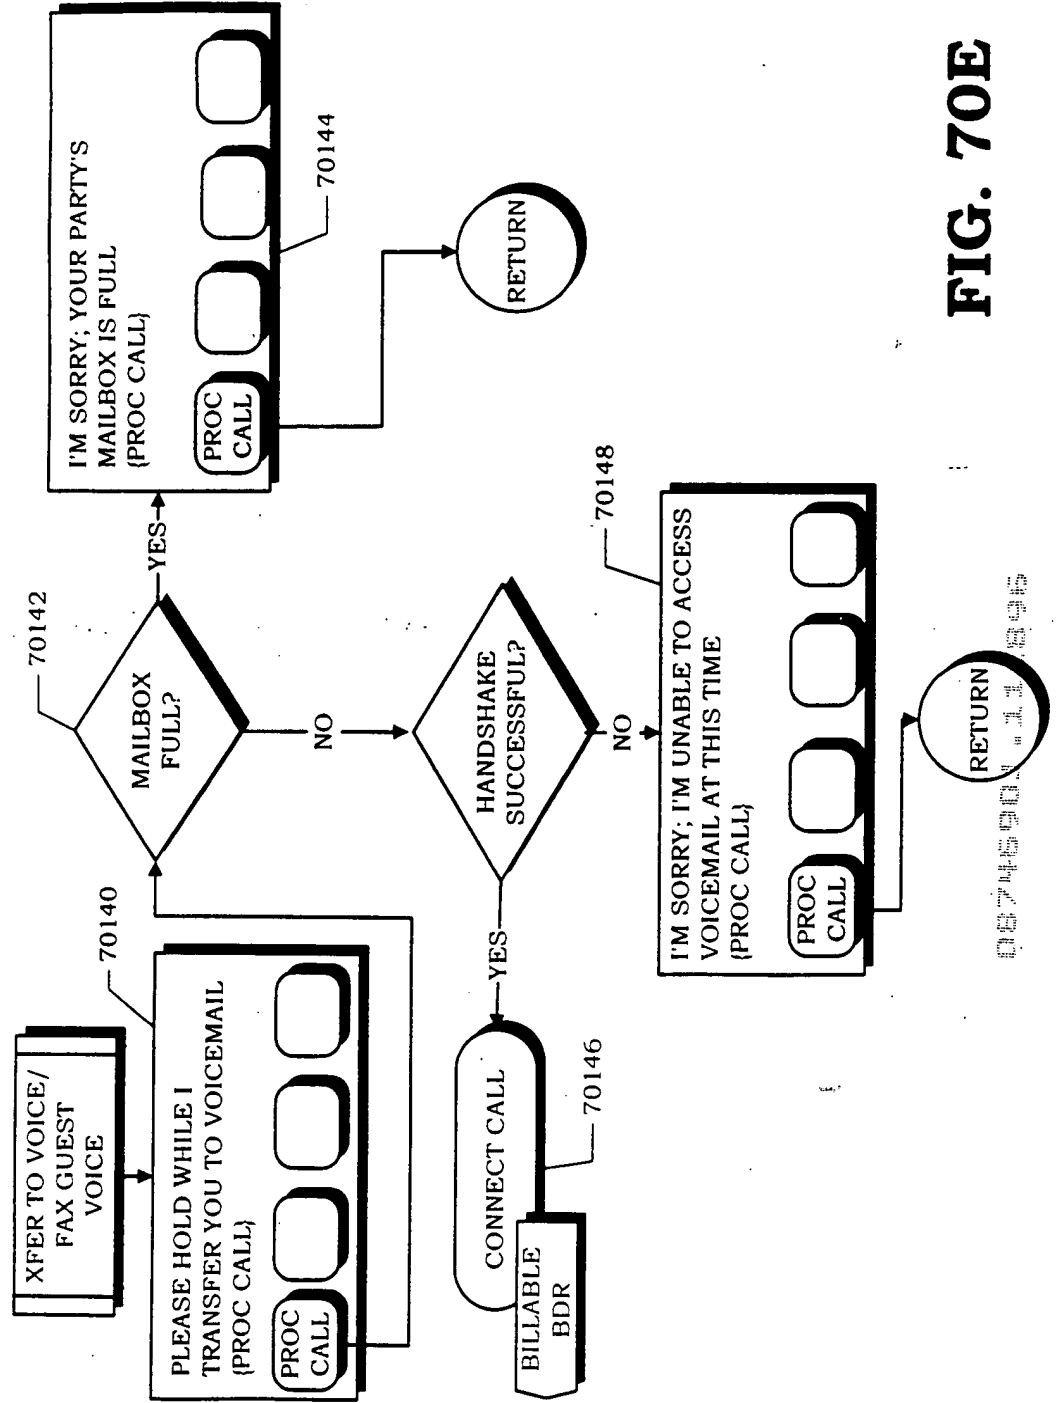 XFER TO VOICE/
FAX GUEST
VOICE
70140
PLEASE HOLD WHILE I
TRANSFER YOU TO VOICEMAIL
{PROC CALL}
PROC
CALL
70142
MAILBOX
FULL?
YES
NO
I'M SORRY; YOUR PARTY'S
MAILBOX IS FULL
{PROC CALL}
PROC
CALL
70144
RETURN
HANDSHAKE
SUCCESSFUL?
YES
NO
CONNECT CALL
BILLABLE
BDR
70146
70148
I'M SORRY; I'M UNABLE TO ACCESS
VOICEMAIL AT THIS TIME
{PROC CALL}
PROC
CALL
RETURN
FIG. 70E